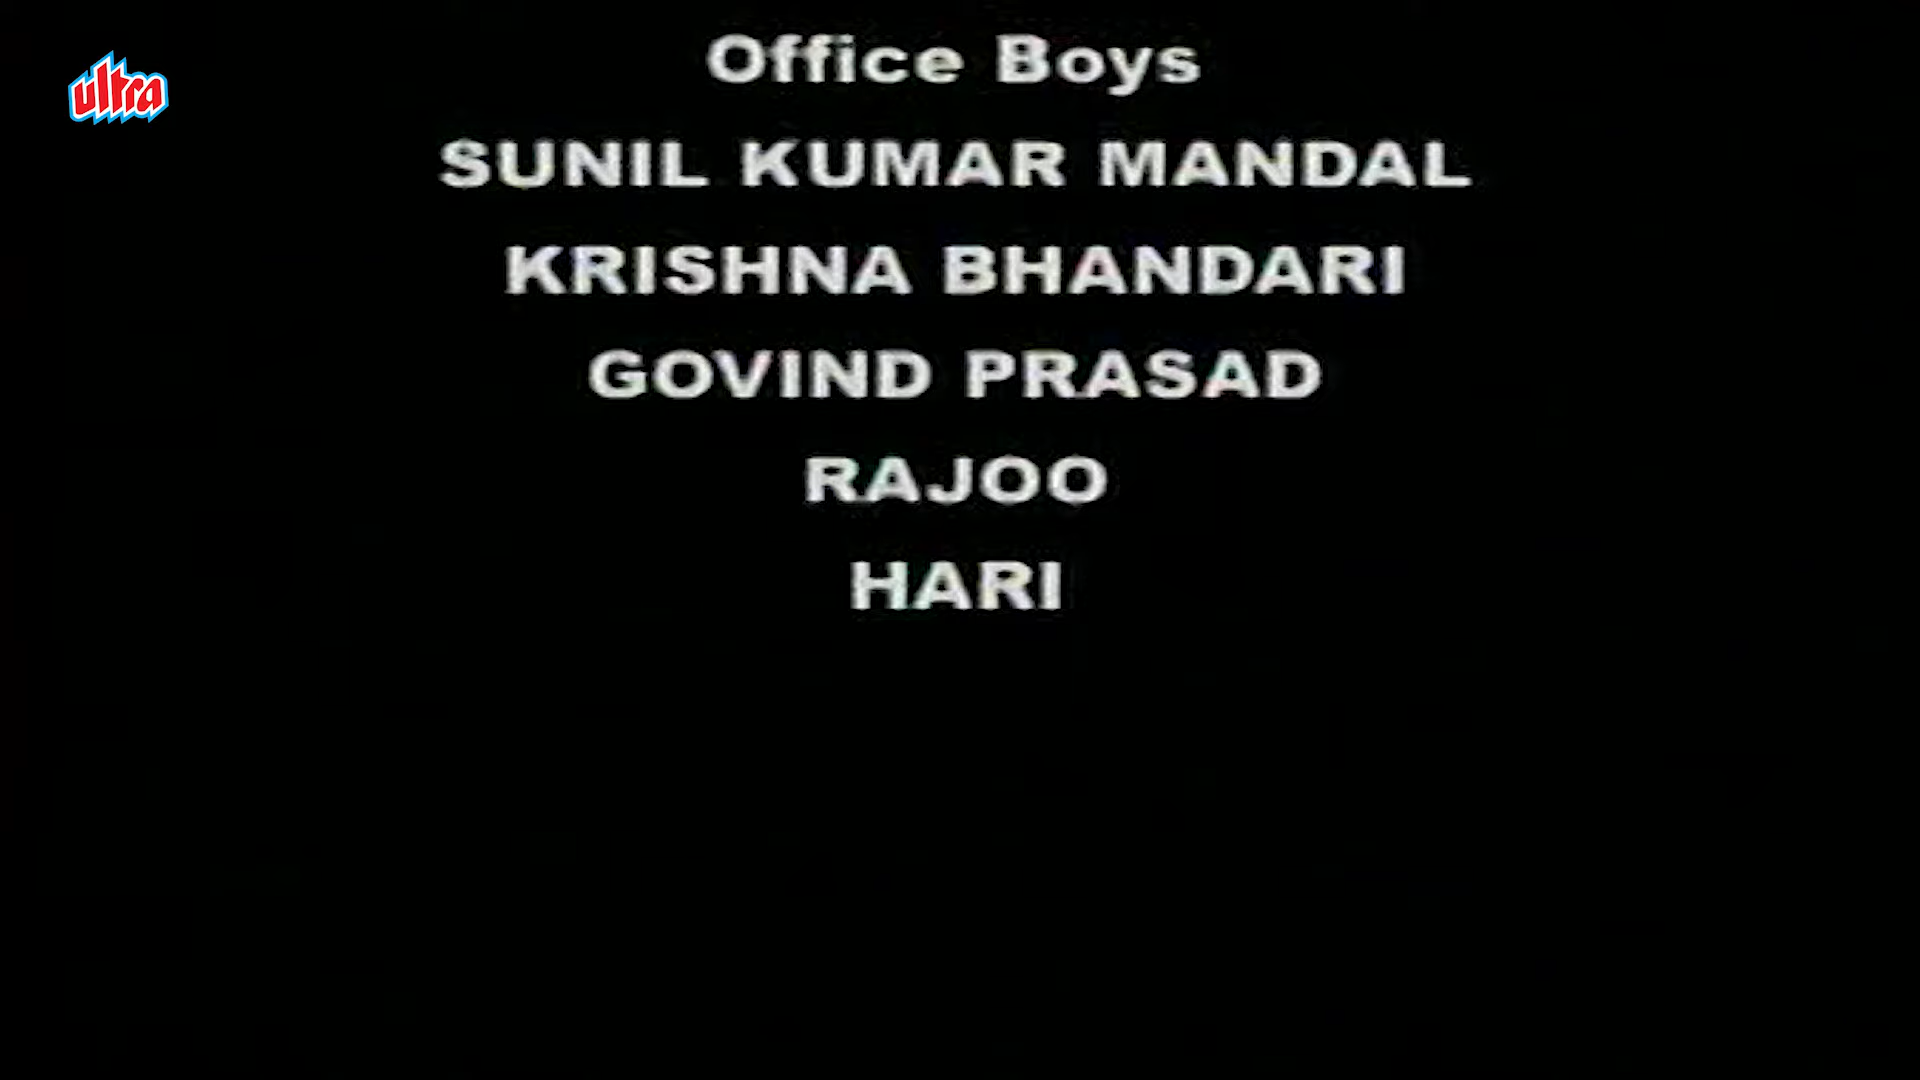 Office Boys
ultra
SUNIL KUMAR MANDAL
KRISHNA BHANDARI
GOVIND PRASAD
RAJOO
HARI